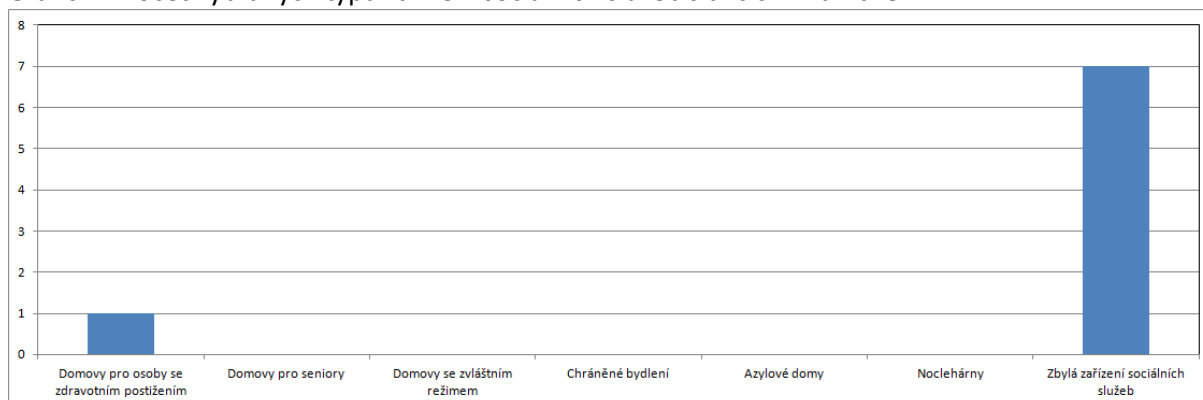 8
7
6
5
4
3
2
1
0
Domovy pro osoby se
zdravotním postižením
Domovy pro seniory
Domovy se zvláštním
režimem
Chráněné bydlení
Azylové domy
Noclehárny
Zbylá zařízení sociálních
služeb